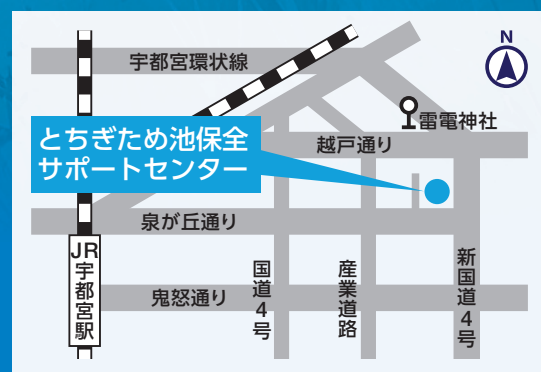 N
宇都宮環状線
雷電神社
とちぎため池保全
サポートセンター
越戸通り
泉が丘通り
JR宇都宮駅
国道4号
産業道路
新国道4号
鬼怒通り